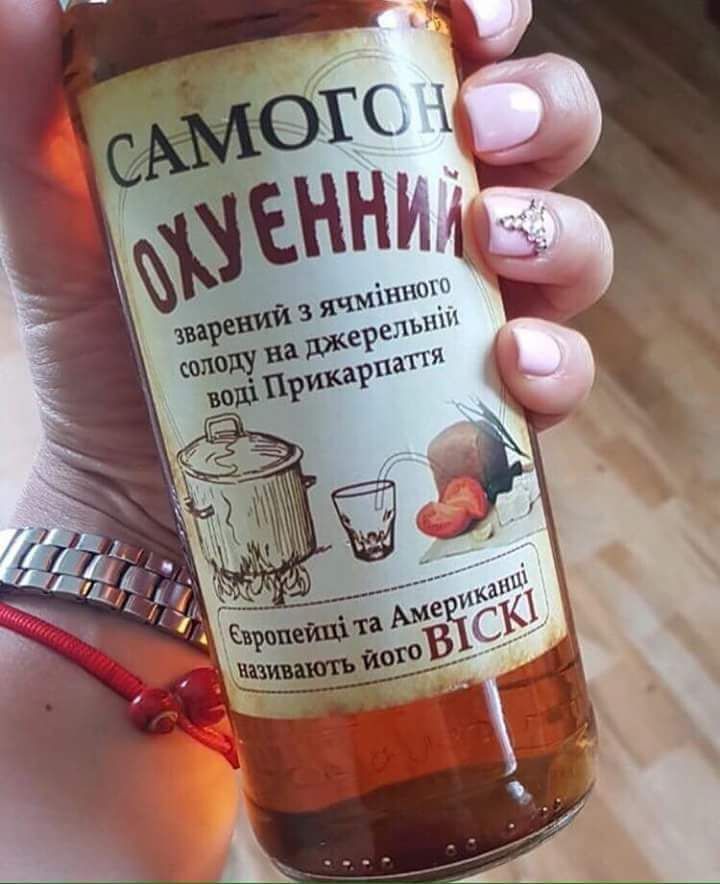 САМОГОН
ОХУЄННИЙ
зварений з ячмінного
солоду на джерельній
воді Прикарпаття
Європейці та Американці
називають його ВІСКІ